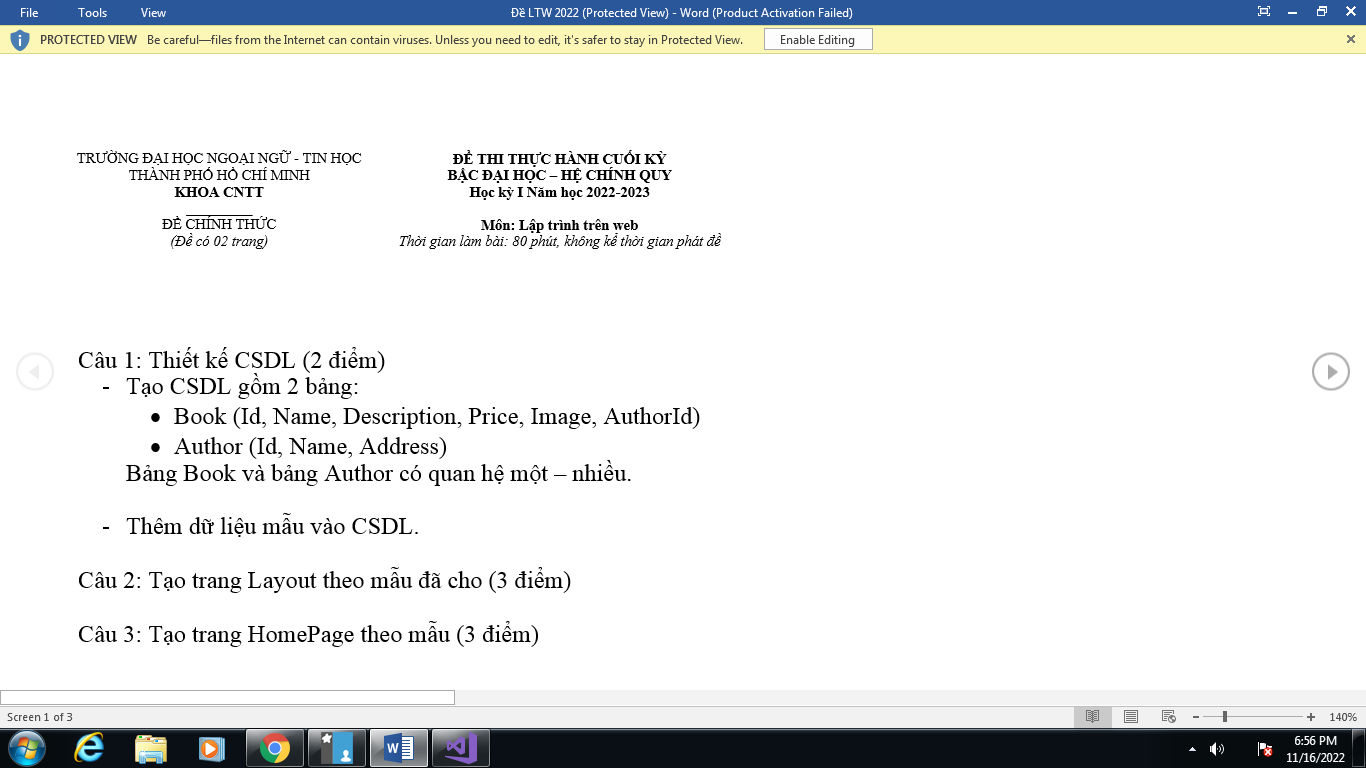 File Tools View Đề LTW 2022 (Protected View) - Word (Product Activation Failed)
PROTECTED VIEW Be careful—files from the Internet can contain viruses. Unless you need to edit, it's safer to stay in Protected View. Enable Editing
TRƯỜNG ĐẠI HỌC NGOẠI NGỮ - TIN HỌC
THÀNH PHỐ HỒ CHÍ MINH
KHOA CNTT
ĐỀ CHÍNH THỨC
(Đề có 02 trang)
ĐỀ THI THỰC HÀNH CUỐI KỲ
BẬC ĐẠI HỌC – HỆ CHÍNH QUY
Học kỳ I Năm học 2022-2023
Môn: Lập trình trên web
Thời gian làm bài: 80 phút, không kể thời gian phát đề
Câu 1: Thiết kế CSDL (2 điểm)
- Tạo CSDL gồm 2 bảng:
• Book (Id, Name, Description, Price, Image, AuthorId)
• Author (Id, Name, Address)
Bảng Book và bảng Author có quan hệ một – nhiều.
- Thêm dữ liệu mẫu vào CSDL.
Câu 2: Tạo trang Layout theo mẫu đã cho (3 điểm)
Câu 3: Tạo trang HomePage theo mẫu (3 điểm)
Screen 1 of 3 140%
6:56 PM
11/16/2022